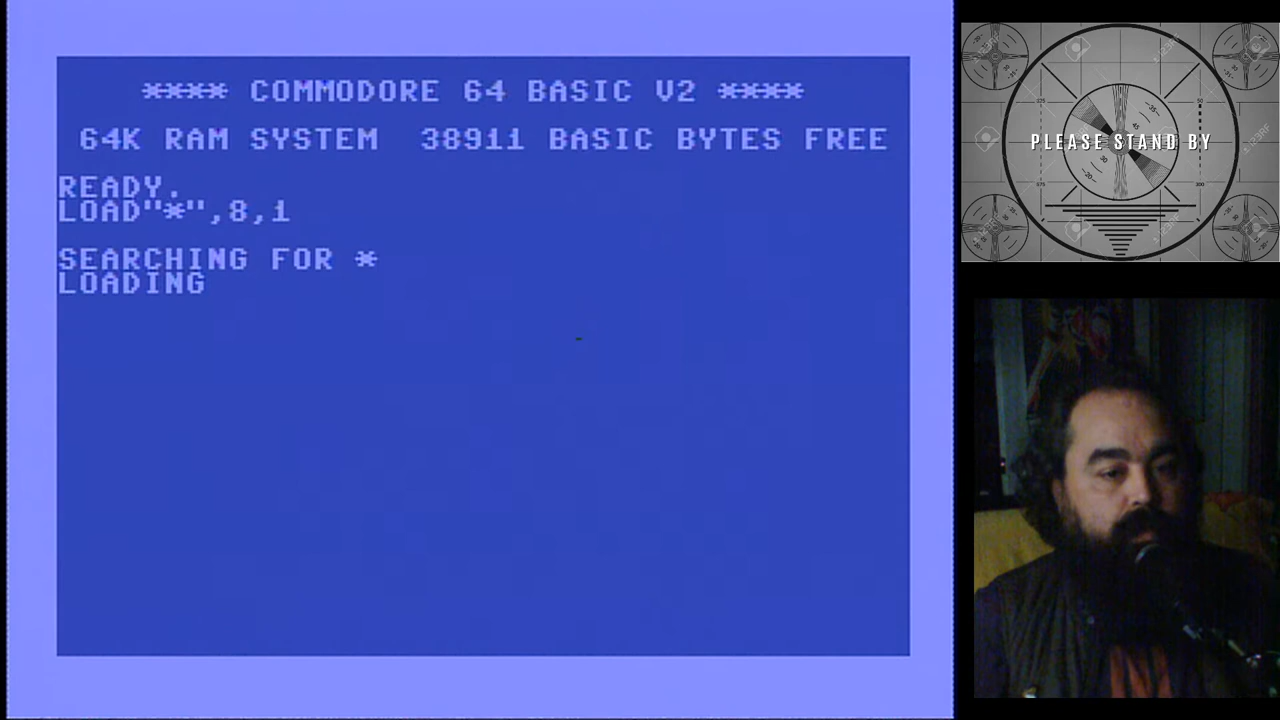 **** COMMODORE 64 BASIC V2 ****
64K RAM SYSTEM  38911 BASIC BYTES FREE
READY.
LOAD"*",8,1
SEARCHING FOR *
LOADING
PLEASE STAND BY